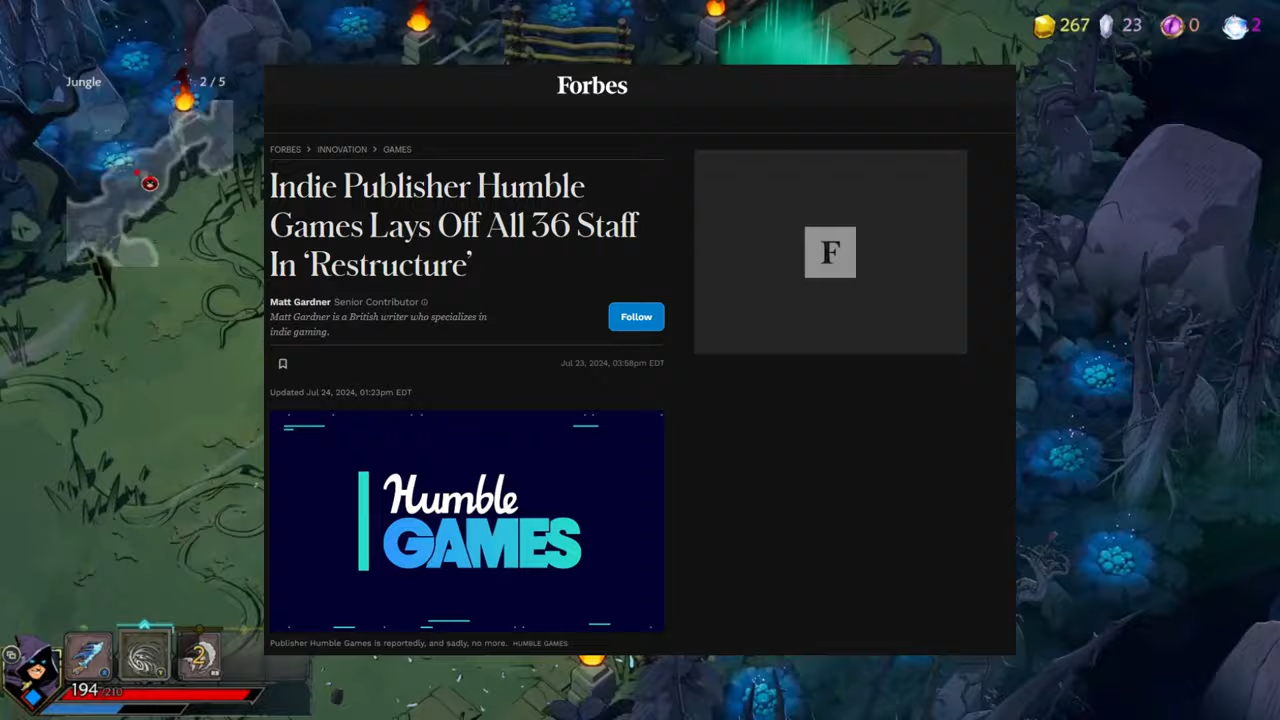 267 23 0 2
Jungle 2 / 5
Forbes
FORBES > INNOVATION > GAMES
Indie Publisher Humble
Games Lays Off All 36 Staff
In ‘Restructure’
Matt Gardner Senior Contributor
Matt Gardner is a British writer who specializes in
indie gaming.
Follow
F
Jul 23, 2024, 03:58pm EDT
Updated Jul 24, 2024, 01:23pm EDT
Humble
GAMES
Publisher Humble Games is reportedly, and sadly, no more. HUMBLE GAMES
2
194/210